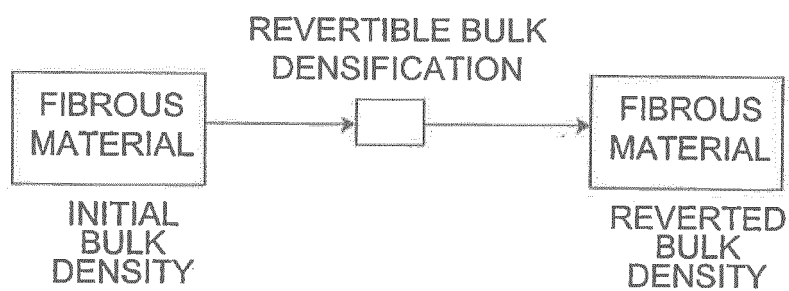 REVERTIBLE BULK
DENSIFICATION
FIBROUS
MATERIAL
INITIAL
BULK
DENSITY
FIBROUS
MATERIAL
REVERTED
BULK
DENSITY